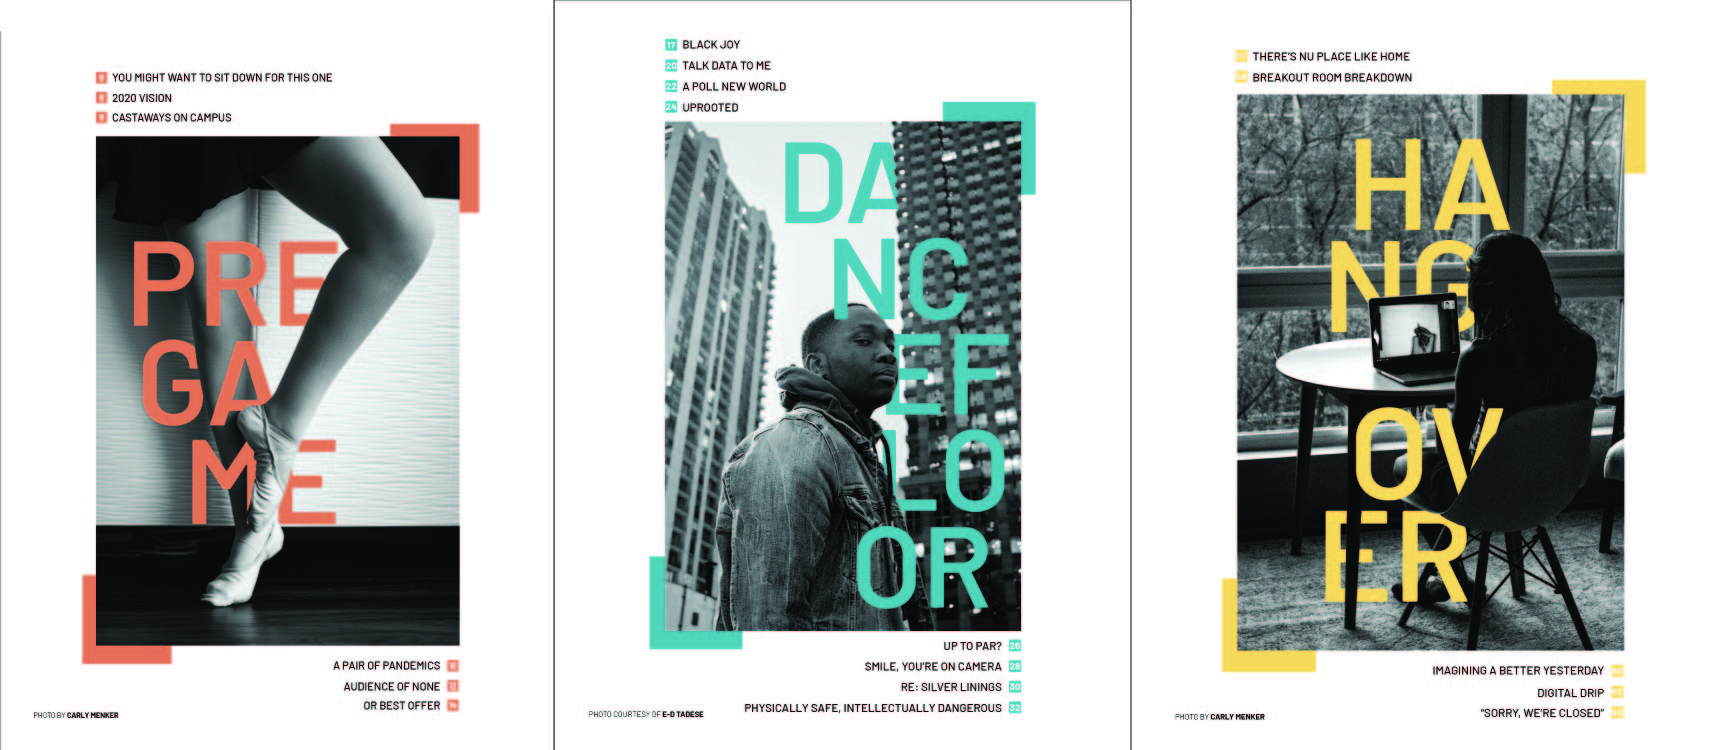 YOU MIGHT WANT TO SIT DOWN FOR THIS ONE
2020 VISION
CASTAWAYS ON CAMPUS
PRE
GA
ME
A PAIR OF PANDEMICS
AUDIENCE OF NONE
OR BEST OFFER
PHOTO BY CARLY MENKER
17 BLACK JOY
20 TALK DATA TO ME
22 A POLL NEW WORLD
24 UPROOTED
DA
NC
EF
LO
OR
UP TO PAR? 26
SMILE, YOU'RE ON CAMERA 28
RE: SILVER LININGS 30
PHYSICALLY SAFE, INTELLECTUALLY DANGEROUS 32
PHOTO COURTESY OF E-D TADESE
THERE'S NU PLACE LIKE HOME
BREAKOUT ROOM BREAKDOWN
HA
NG
OV
ER
IMAGINING A BETTER YESTERDAY
DIGITAL DRIP
"SORRY, WE'RE CLOSED"
PHOTO BY CARLY MENKER